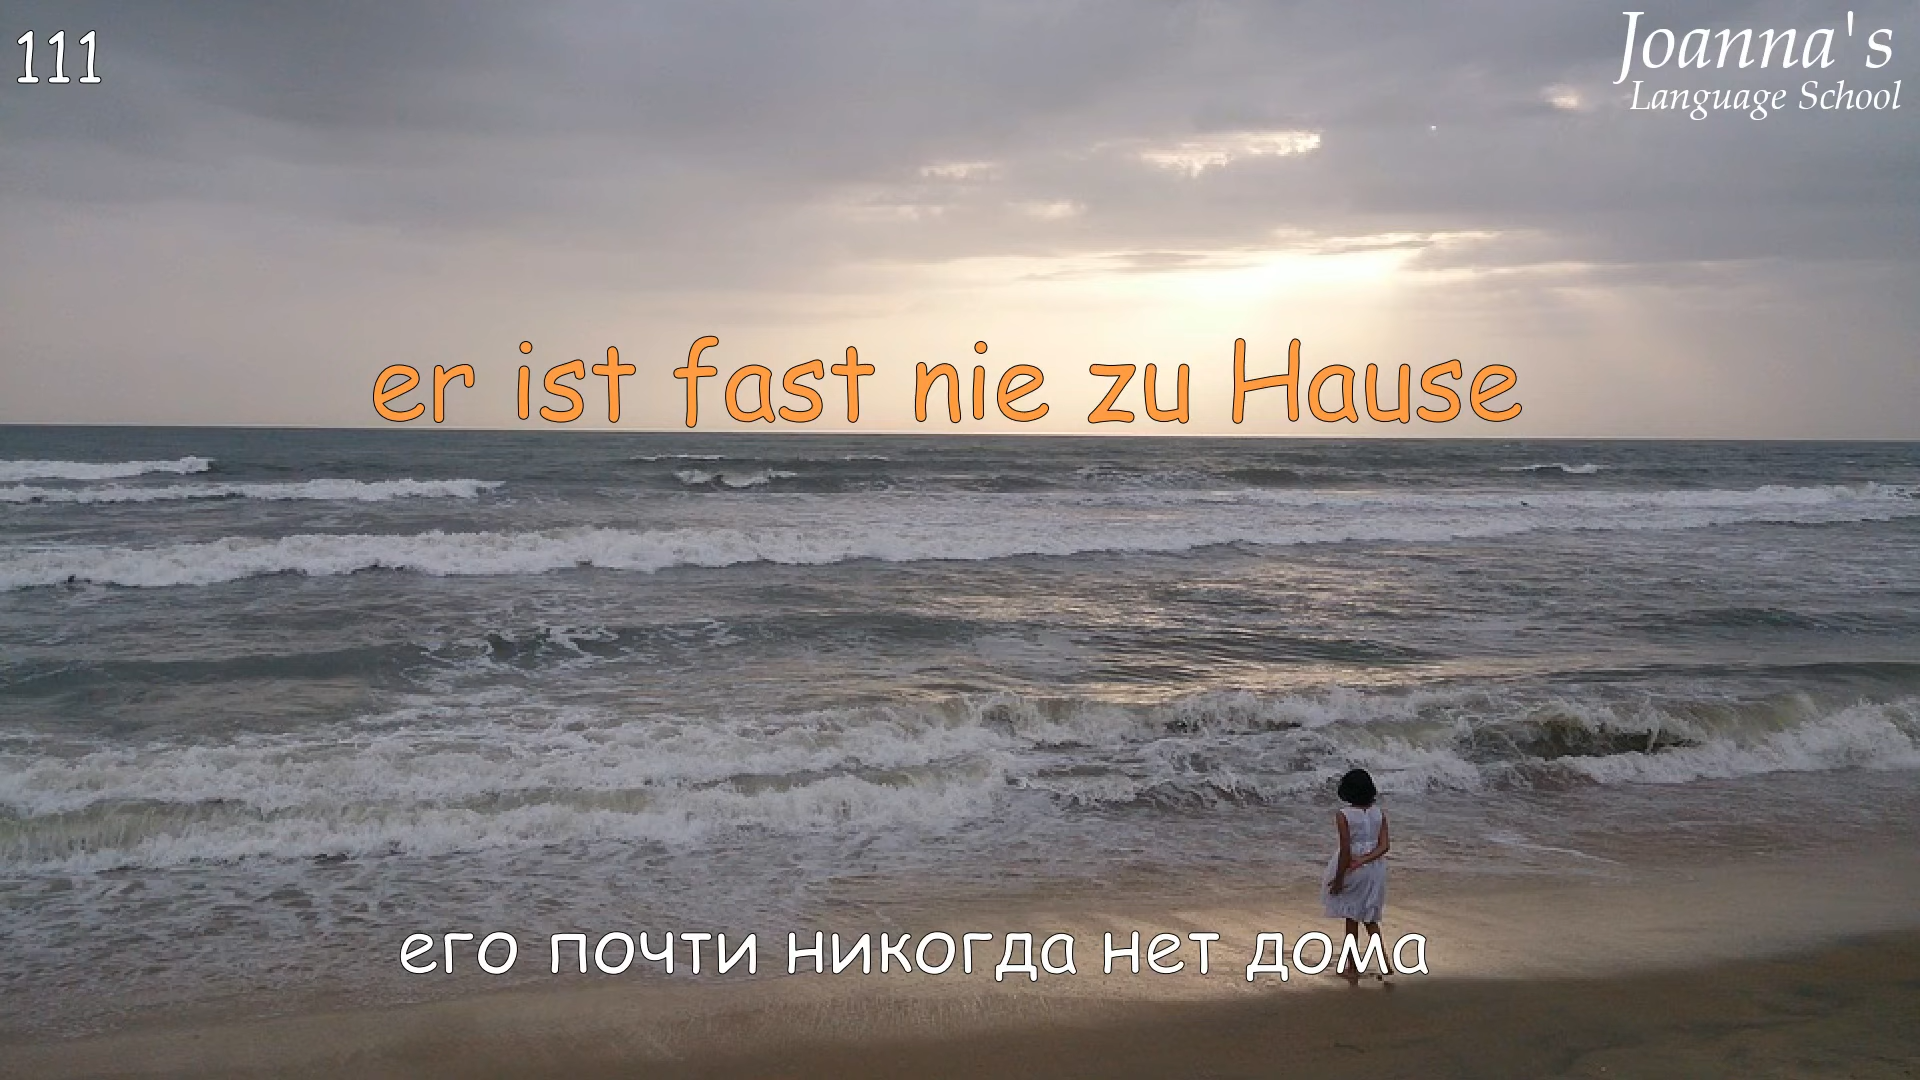 111
Joanna's
Language School
er ist fast nie zu Hause
его почти никогда нет дома